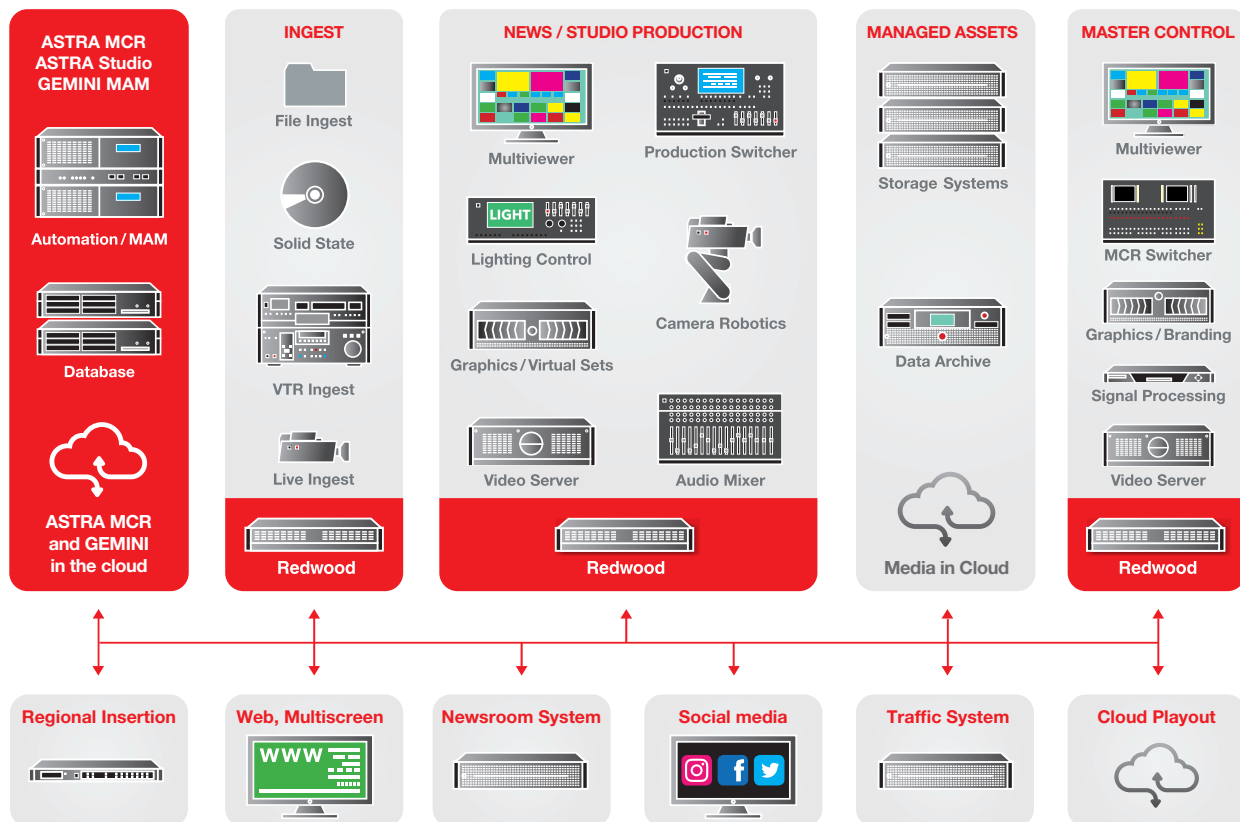 ASTRA MCR
ASTRA Studio
GEMINI MAM
Automation / MAM
Database
ASTRA MCR
and GEMINI
in the cloud
INGEST
File Ingest
Solid State
VTR Ingest
Live Ingest
Redwood
NEWS / STUDIO PRODUCTION
Multiviewer
Production Switcher
LIGHT
Lighting Control
Camera Robotics
Graphics / Virtual Sets
Video Server
Audio Mixer
Redwood
MANAGED ASSETS
Storage Systems
Data Archive
Media in Cloud
MASTER CONTROL
Multiviewer
MCR Switcher
Graphics / Branding
Signal Processing
Video Server
Redwood
Regional Insertion
Web, Multiscreen
WWW
Newsroom System
Social media
Traffic System
Cloud Playout